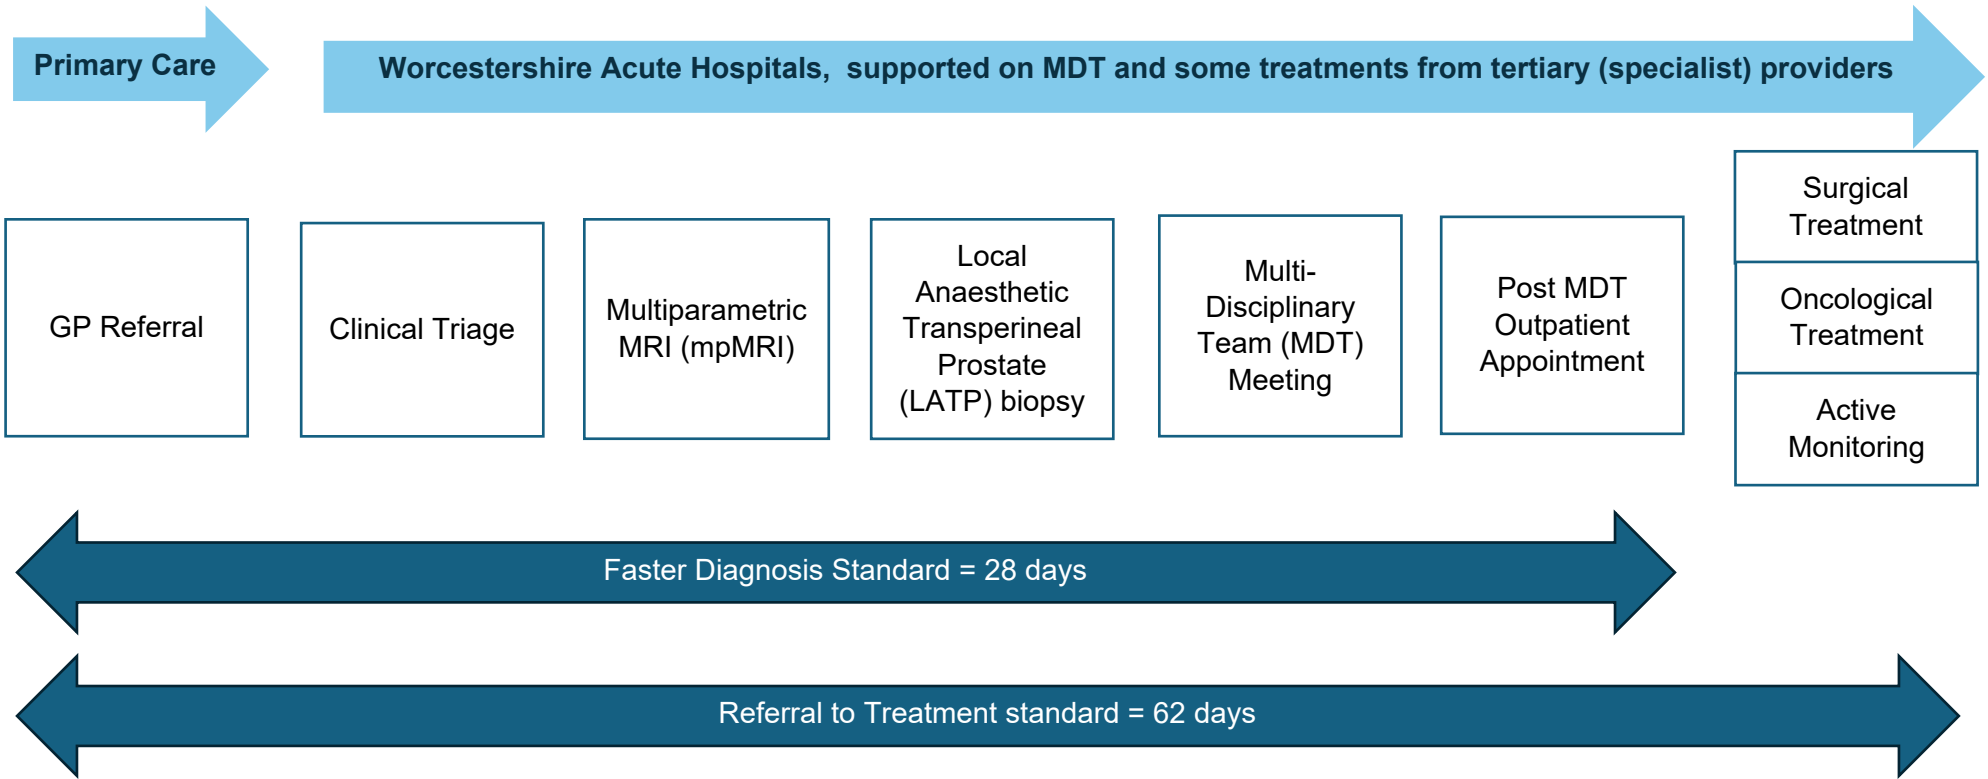 Primary Care
Worcestershire Acute Hospitals, supported on MDT and some treatments from tertiary (specialist) providers
GP Referral
Clinical Triage
Multiparametric
MRI (mpMRI)
Local
Anaesthetic
Transperineal
Prostate
(LATP) biopsy
Multi-
Disciplinary
Team (MDT)
Meeting
Post MDT
Outpatient
Appointment
Surgical
Treatment
Oncological
Treatment
Active
Monitoring
Faster Diagnosis Standard = 28 days
Referral to Treatment standard = 62 days